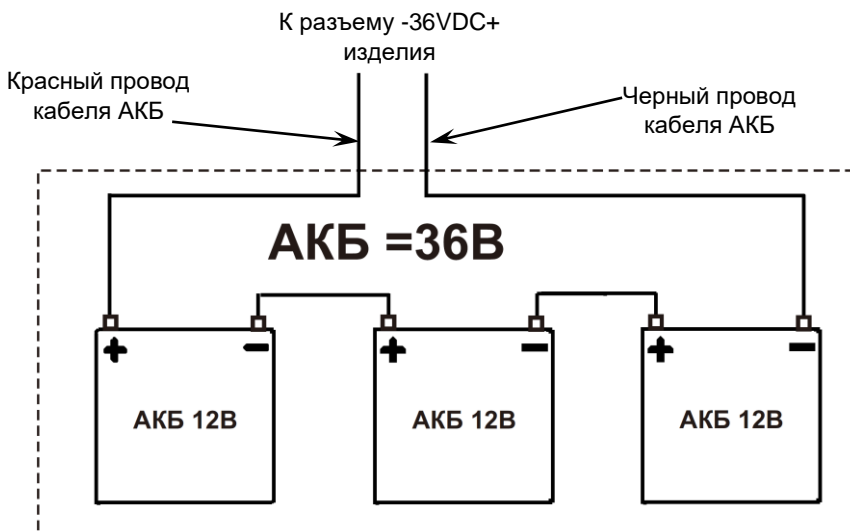 К разъему -36VDC+
изделия
Красный провод
кабеля АКБ
Черный провод
кабеля АКБ
АКБ =36В
+ -
+ -
+ -
АКБ 12В
АКБ 12В
АКБ 12В